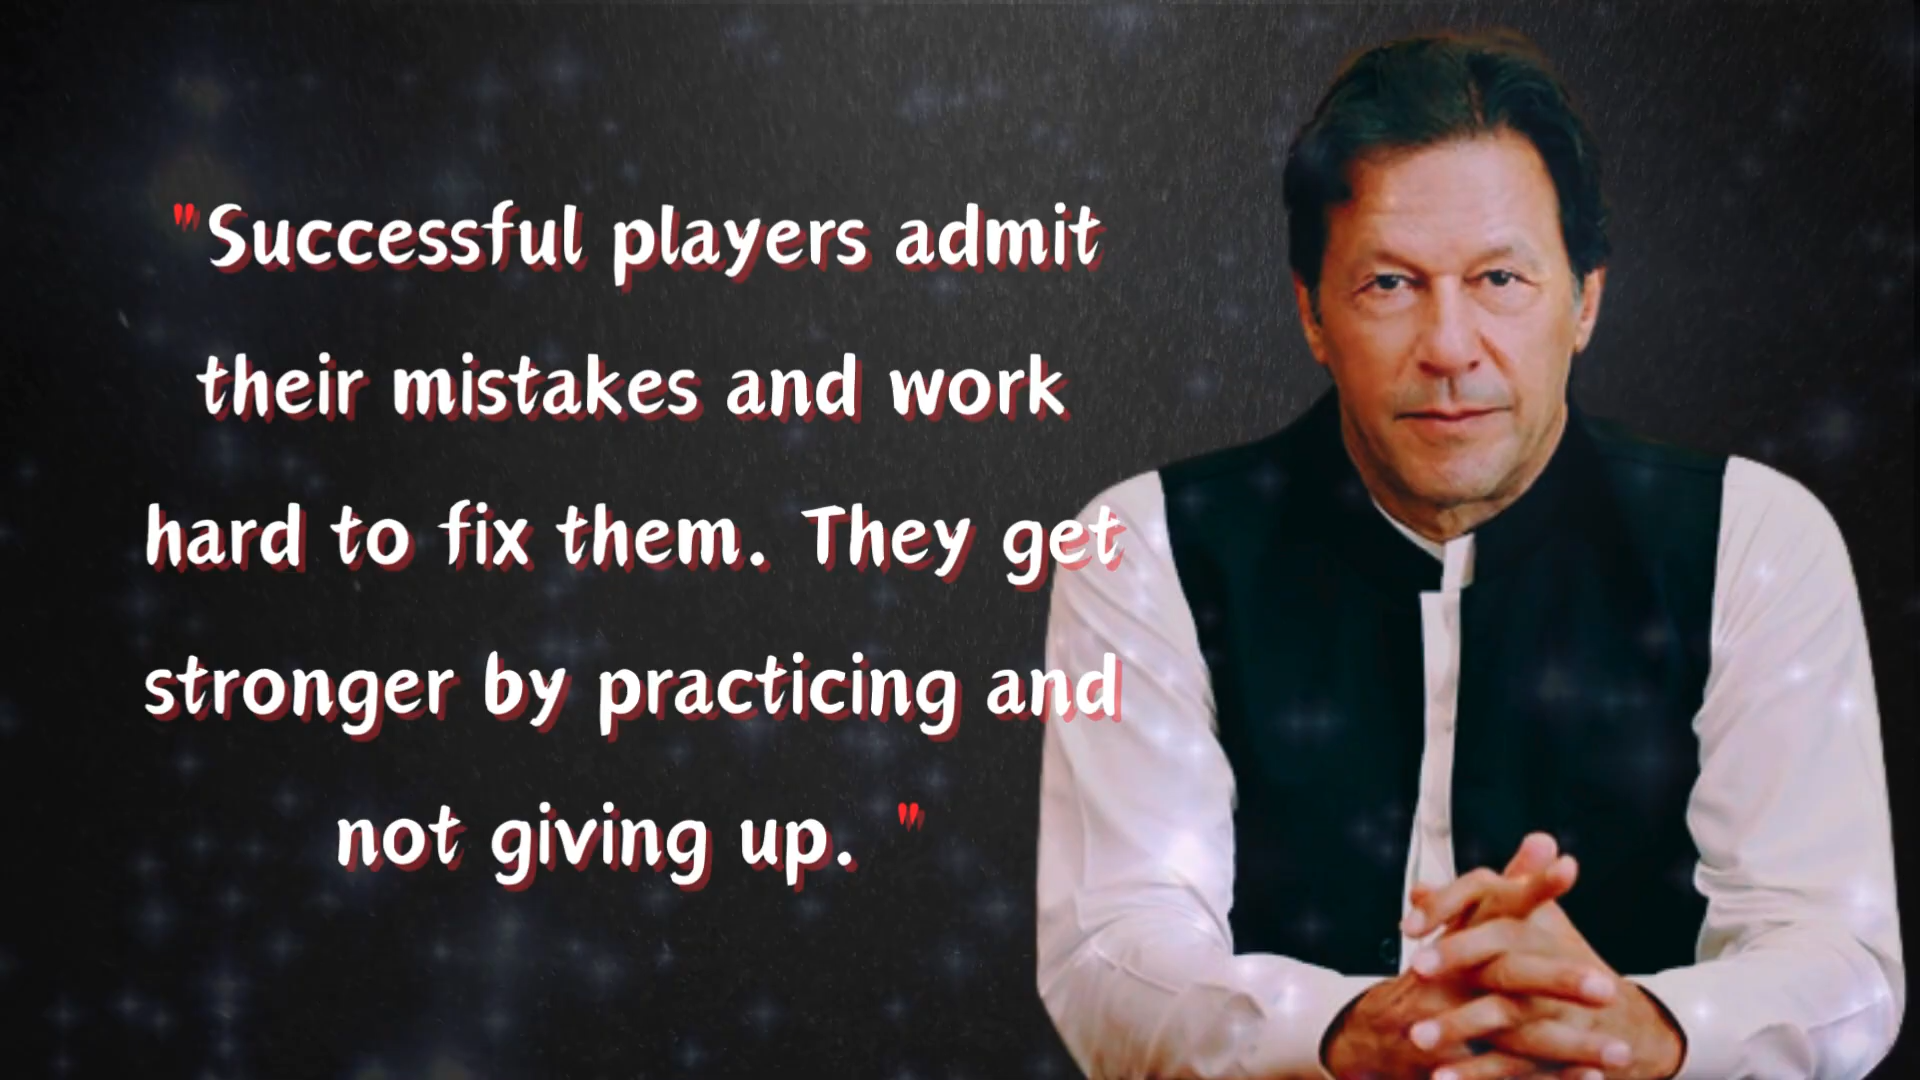 "Successful players admit
their mistakes and work
hard to fix them. They get
stronger by practicing and
not giving up. "